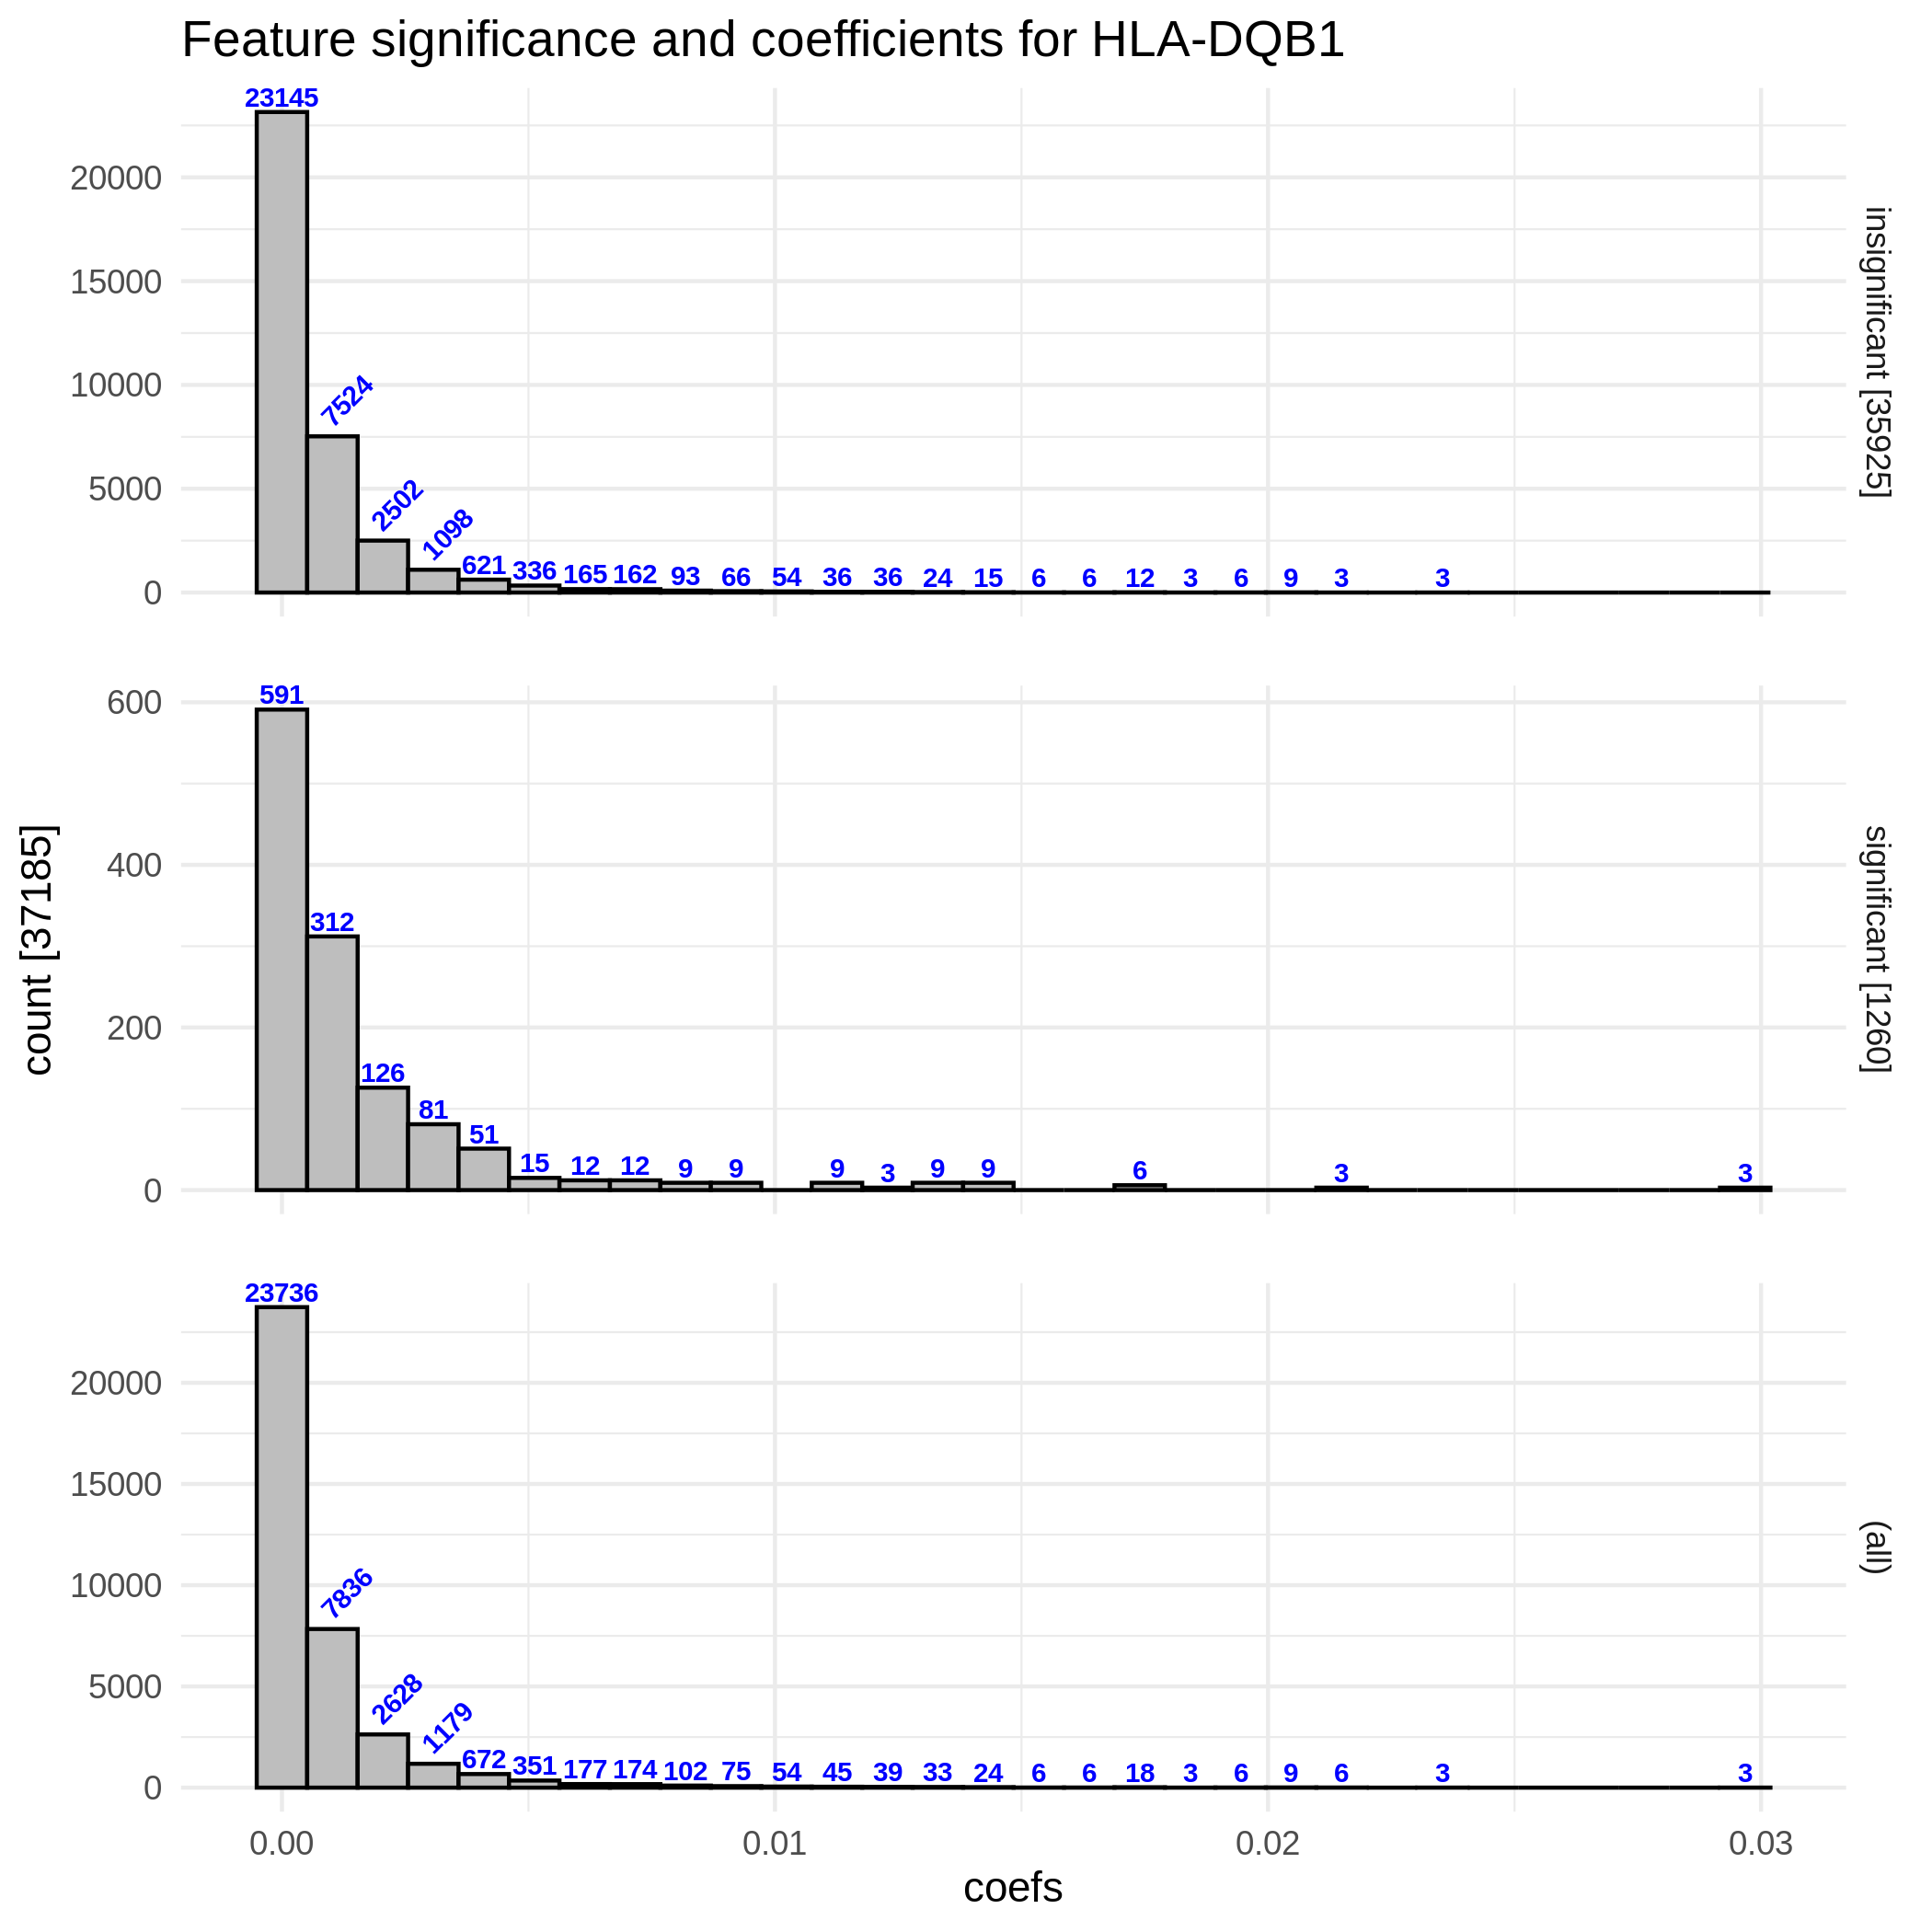 Feature significance and coefficients for HLA-DQB1
23145
7524
2502
1098
621 336 165 162 93 66 54 36 36 24 15 6 6 12 3 6 9 3 3
20000
15000
10000
5000
0
insignificant [35925]
591
312
126
81
51
15 12 12 9 9 9 3 9 9 6 3 3
600
400
200
0
significant [1260]
count [37185]
23736
7836
2628
1179
672 351 177 174 102 75 54 45 39 33 24 6 6 18 3 6 9 6 3 3
20000
15000
10000
5000
0
(all)
0.00 0.01 0.02 0.03
coefs